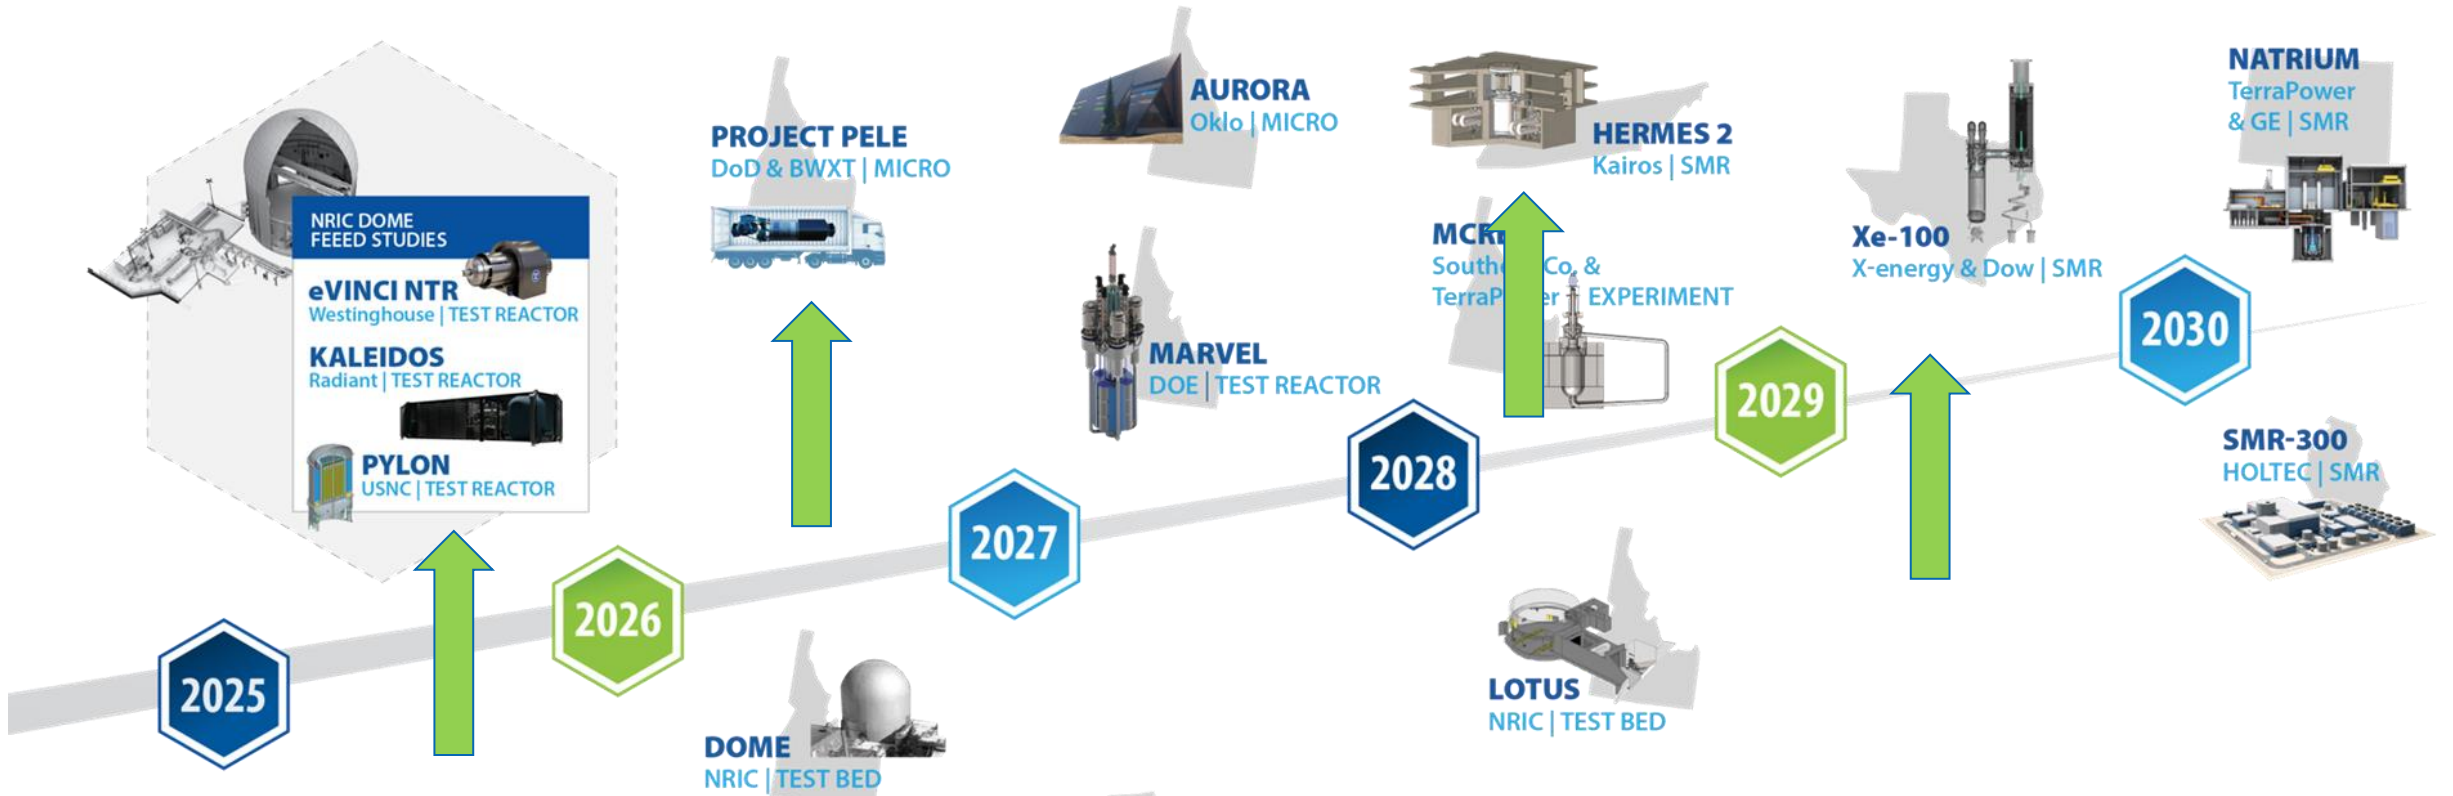 NRIC DOME
FEEED STUDIES
eVINCI NTR
Westinghouse | TEST REACTOR
KALEIDOS
Radiant | TEST REACTOR
PYLON
USNC | TEST REACTOR
PROJECT PELE
DoD & BWXT | MICRO
AURORA
Oklo | MICRO
MARVEL
DOE | TEST REACTOR
HERMES 2
Kairos | SMR
Co. &
EXPERIMENT
Xe-100
X-energy & Dow | SMR
NATRIUM
TerraPower
& GE | SMR
SMR-300
HOLTEC | SMR
2025
2026
2027
2028
2029
2030
DOME
NRIC | TEST BED
LOTUS
NRIC | TEST BED